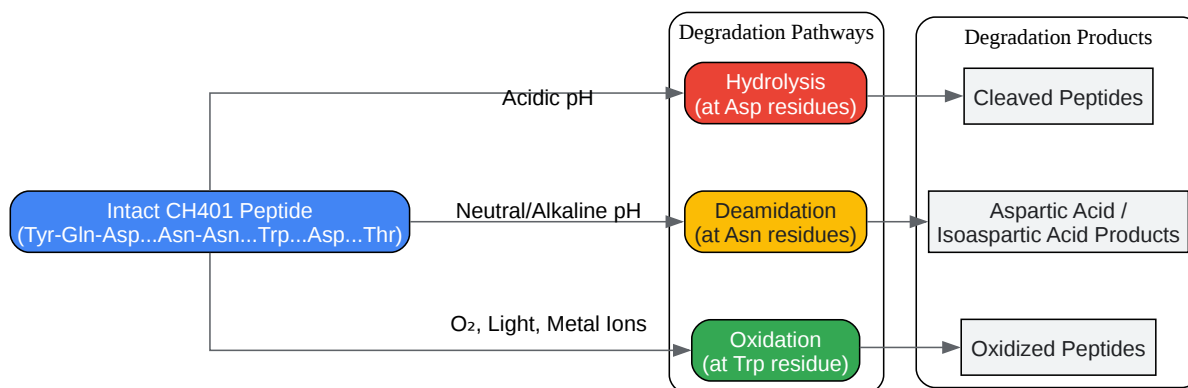 Degradation Pathways
Degradation Products
Acidic pH
Hydrolysis
(at Asp residues)
Cleaved Peptides
Intact CH401 Peptide
(Tyr-Gln-Asp...Asn-Asn...Trp...Asp...Thr)
Neutral/Alkaline pH
Deamidation
(at Asn residues)
Aspartic Acid /
Isoaspartic Acid Products
O₂, Light, Metal Ions
Oxidation
(at Trp residue)
Oxidized Peptides